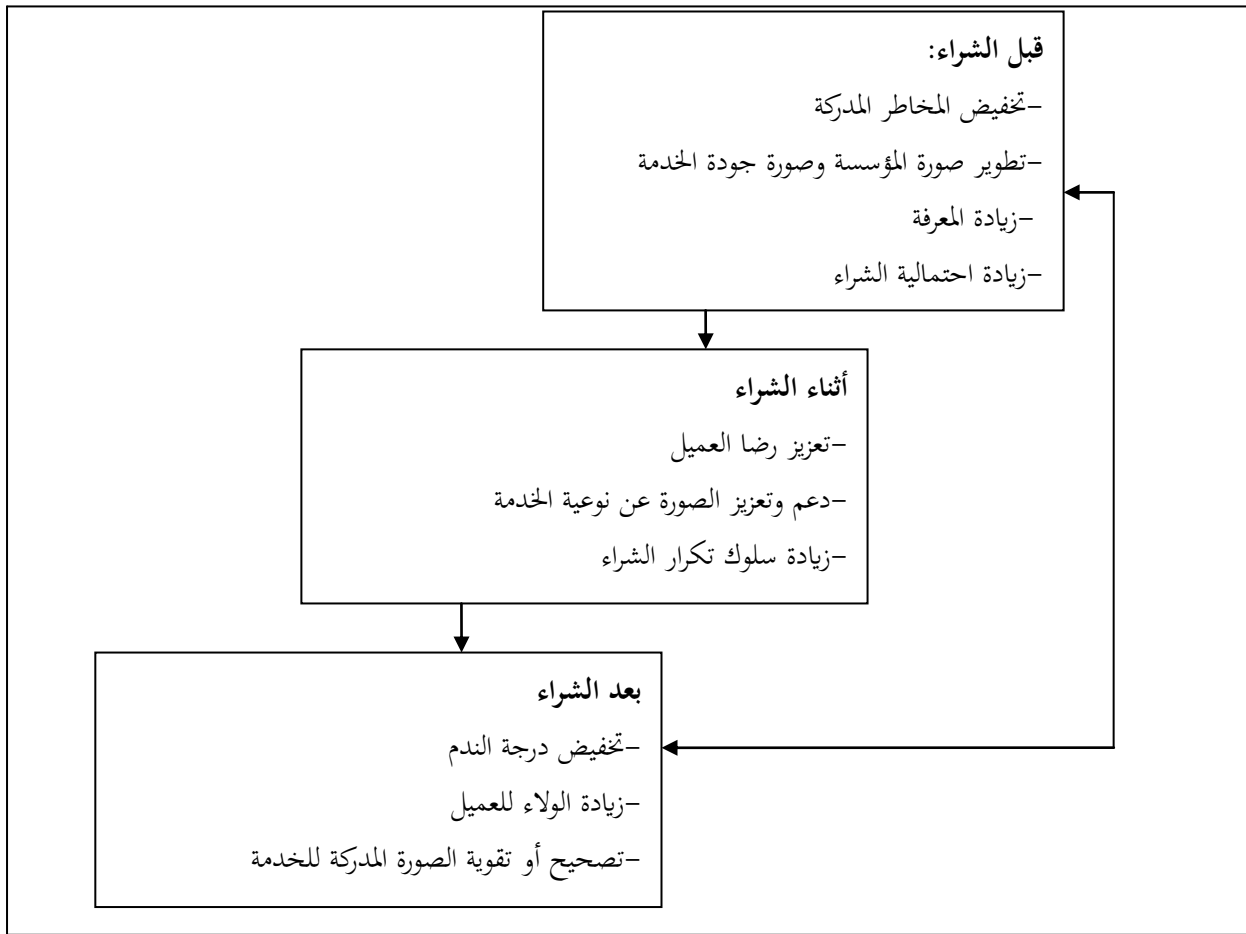 قبل الشراء:
-تخفيض المخاطر المدركة
-تطوير صورة المؤسسة وصورة جودة الخدمة
-زيادة المعرفة
-زيادة احتمالية الشراء
أثناء الشراء
-تعزيز رضا العميل
-دعم وتعزيز الصورة عن نوعية الخدمة
-زيادة سلوك تكرار الشراء
بعد الشراء
-تخفيض درجة الندم
-زيادة الولاء للعميل
-تصحيح أو تقوية الصورة المدركة للخدمة